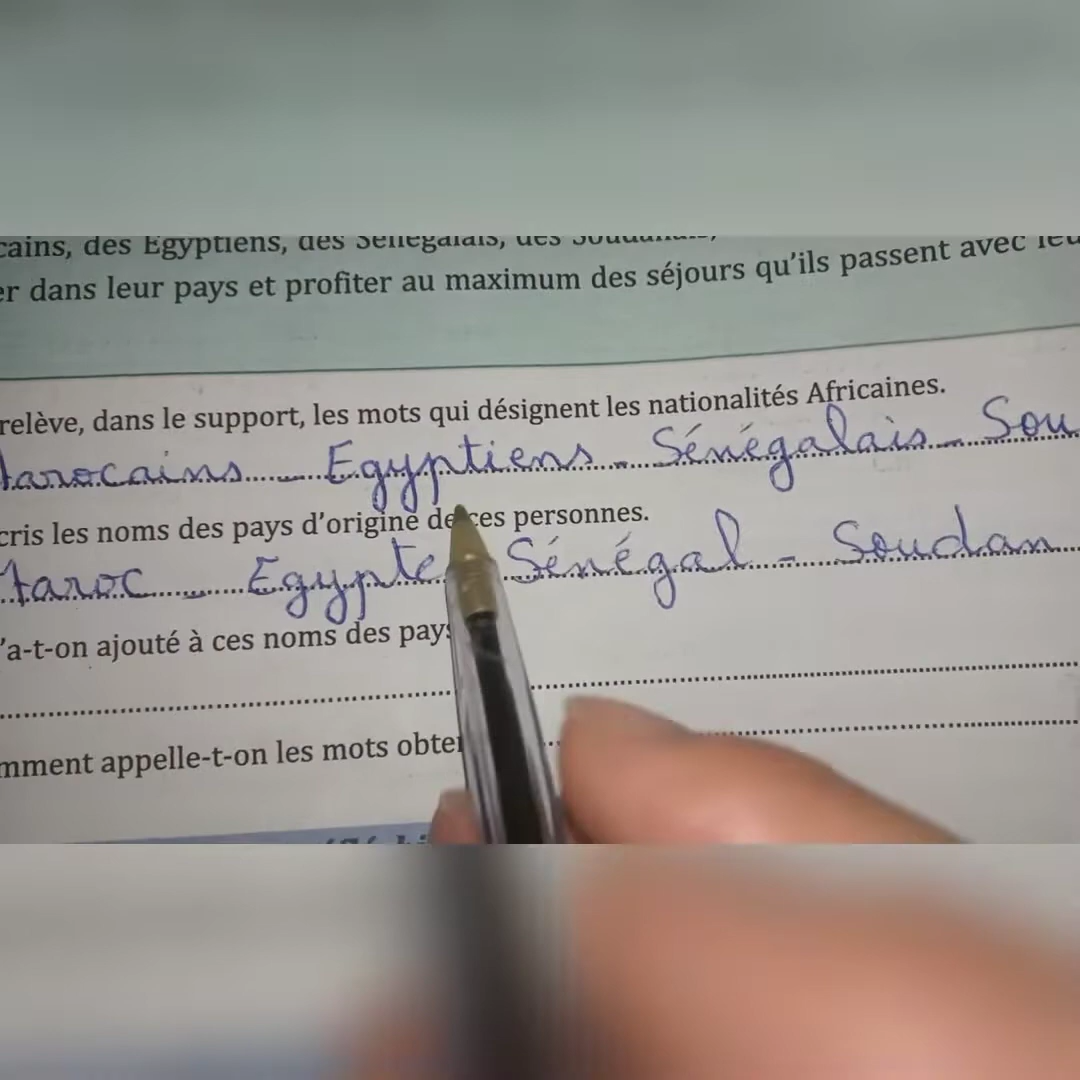 cains, des Egyptiens, des Sénégalais, des Soudanais,
er dans leur pays et profiter au maximum des séjours qu'ils passent avec leu
relève, dans le support, les mots qui désignent les nationalités Africaines.
arocains Egyptiens - Sénégalais - Sou
cris les noms des pays d'origine de ces personnes.
aroc - Egypte Sénégal - Soudan
'a-t-on ajouté à ces noms des pays
mment appelle-t-on les mots obte